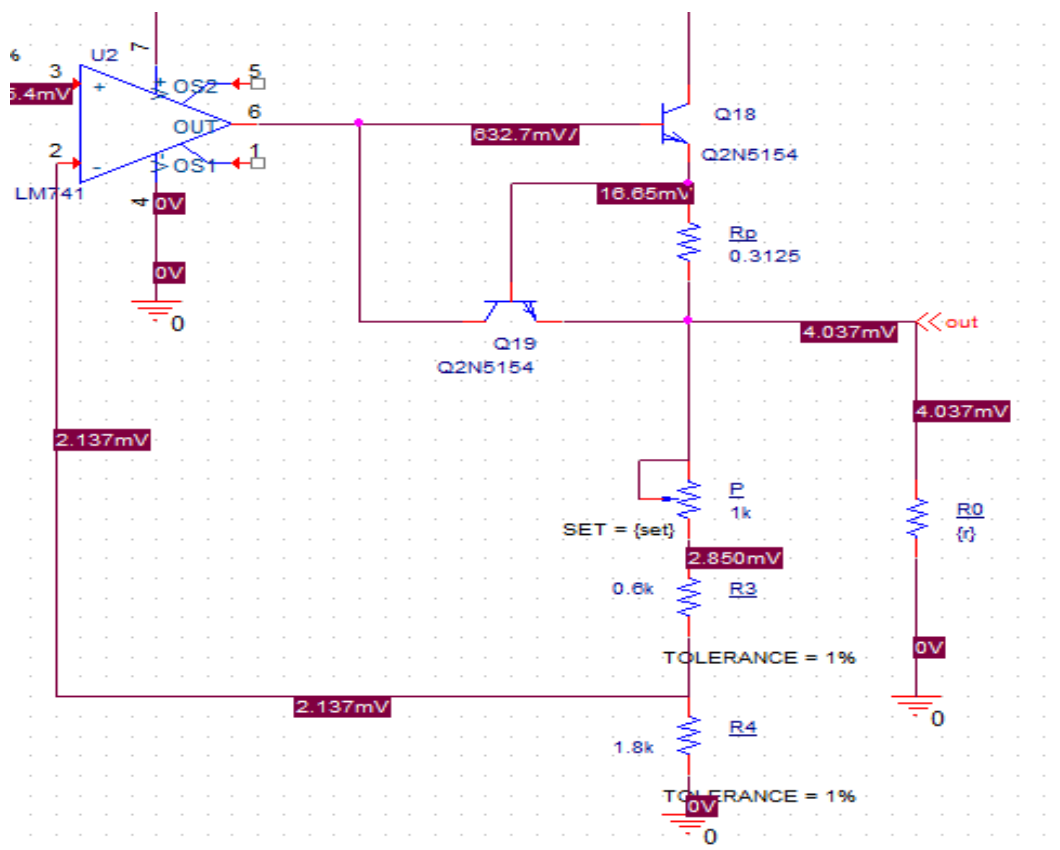 %
U2
7
3
+
5.4mV
V+
OS2
5
OUT
6
632.7mV
Q18
Q2N5154
2
-
V-
OS1
1
LM741
4
0V
16.65mV
Rp
0.3125
0V
0
Q19
Q2N5154
4.037mV
out
4.037mV
2.137mV
P
1k
SET = {set}
R0
{r}
2.850mV
0.6k
R3
0V
TOLERANCE = 1%
2.137mV
0
R4
1.8k
TOLERANCE = 1%
0V
0